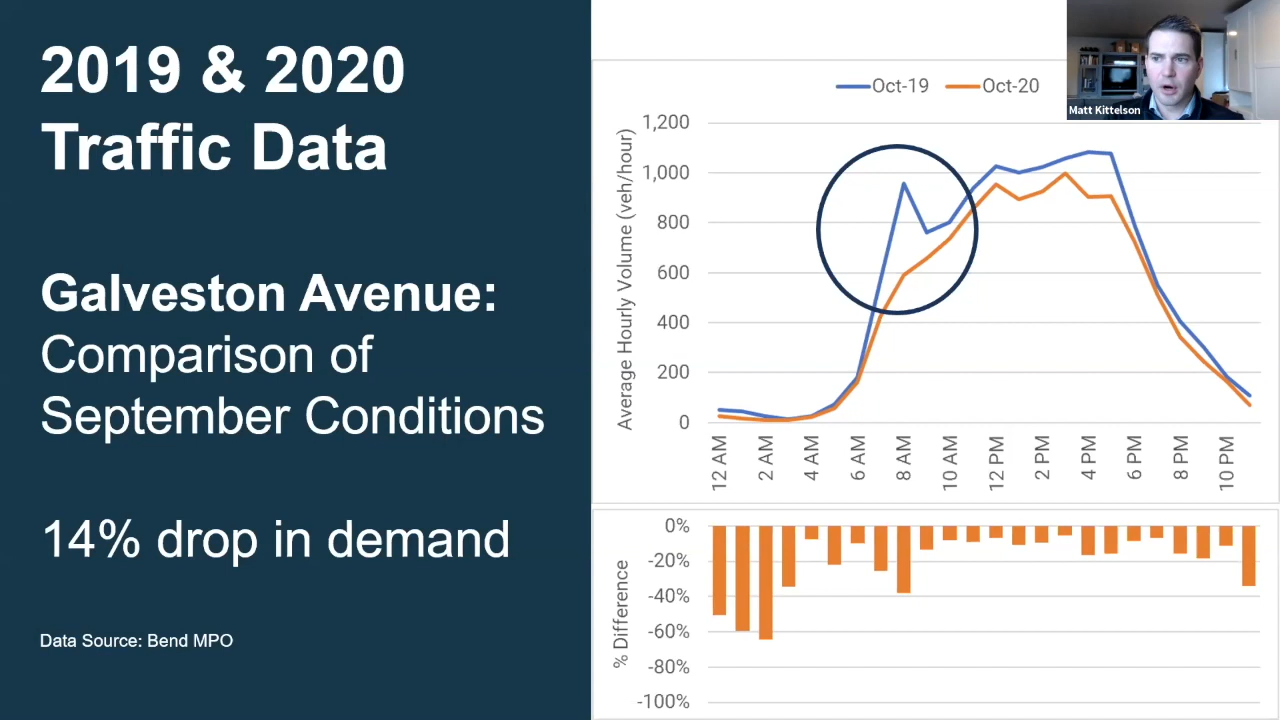 2019 & 2020
Traffic Data
Galveston Avenue:
Comparison of
September Conditions
14% drop in demand
Data Source: Bend MPO
Oct-19
Oct-20
Matt Kittelson
Average Hourly Volume (veh/hour)
1,200
1,000
800
600
400
200
0
12 AM
2 AM
4 AM
6 AM
8 AM
10 AM
12 PM
2 PM
4 PM
6 PM
8 PM
10 PM
% Difference
0%
-20%
-40%
-60%
-80%
-100%